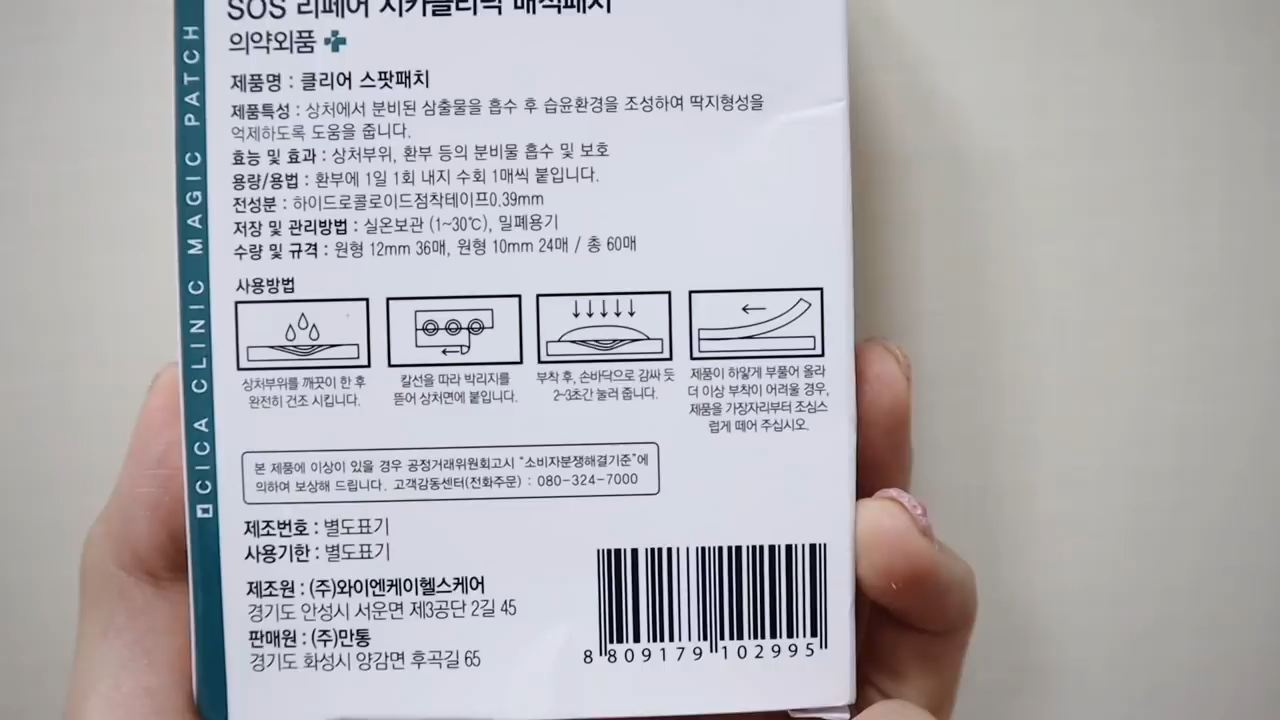 SOS 리페어 시카클리닉 매직패치
의약외품
제품명 : 클리어 스팟패치
제품특성 : 상처에서 분비된 삼출물을 흡수 후 습윤환경을 조성하여 딱지형성을
억제하도록 도움을 줍니다.
효능 및 효과 : 상처부위, 환부 등의 분비물 흡수 및 보호
용량/용법 : 환부에 1일 1회 내지 수회 1매씩 붙입니다.
전성분 : 하이드로콜로이드점착테이프0.39mm
저장 및 관리방법 : 실온보관 (1~30℃), 밀폐용기
수량 및 규격 : 원형 12mm 36매, 원형 10mm 24매 / 총 60매
사용방법
상처부위를 깨끗이 한 후
완전히 건조 시킵니다.
칼선을 따라 박리지를
뜯어 상처면에 붙입니다.
부착 후, 손바닥으로 감싸 듯
2~3초간 눌러 줍니다.
제품이 하얗게 부풀어 올라
더 이상 부착이 어려울 경우,
제품을 가장자리부터 조심스
럽게 떼어 주십시오.
본 제품에 이상이 있을 경우 공정거래위원회고시 “소비자분쟁해결기준”에
의하여 보상해 드립니다. 고객감동센터(전화주문) : 080-324-7000
제조번호 : 별도표기
사용기한 : 별도표기
제조원 : (주)와이엔케이헬스케어
경기도 안성시 서운면 제3공단 2길 45
판매원 : (주)만통
경기도 화성시 양감면 후곡길 65
8 809179 102995
CICA CLINIC MAGIC PATCH